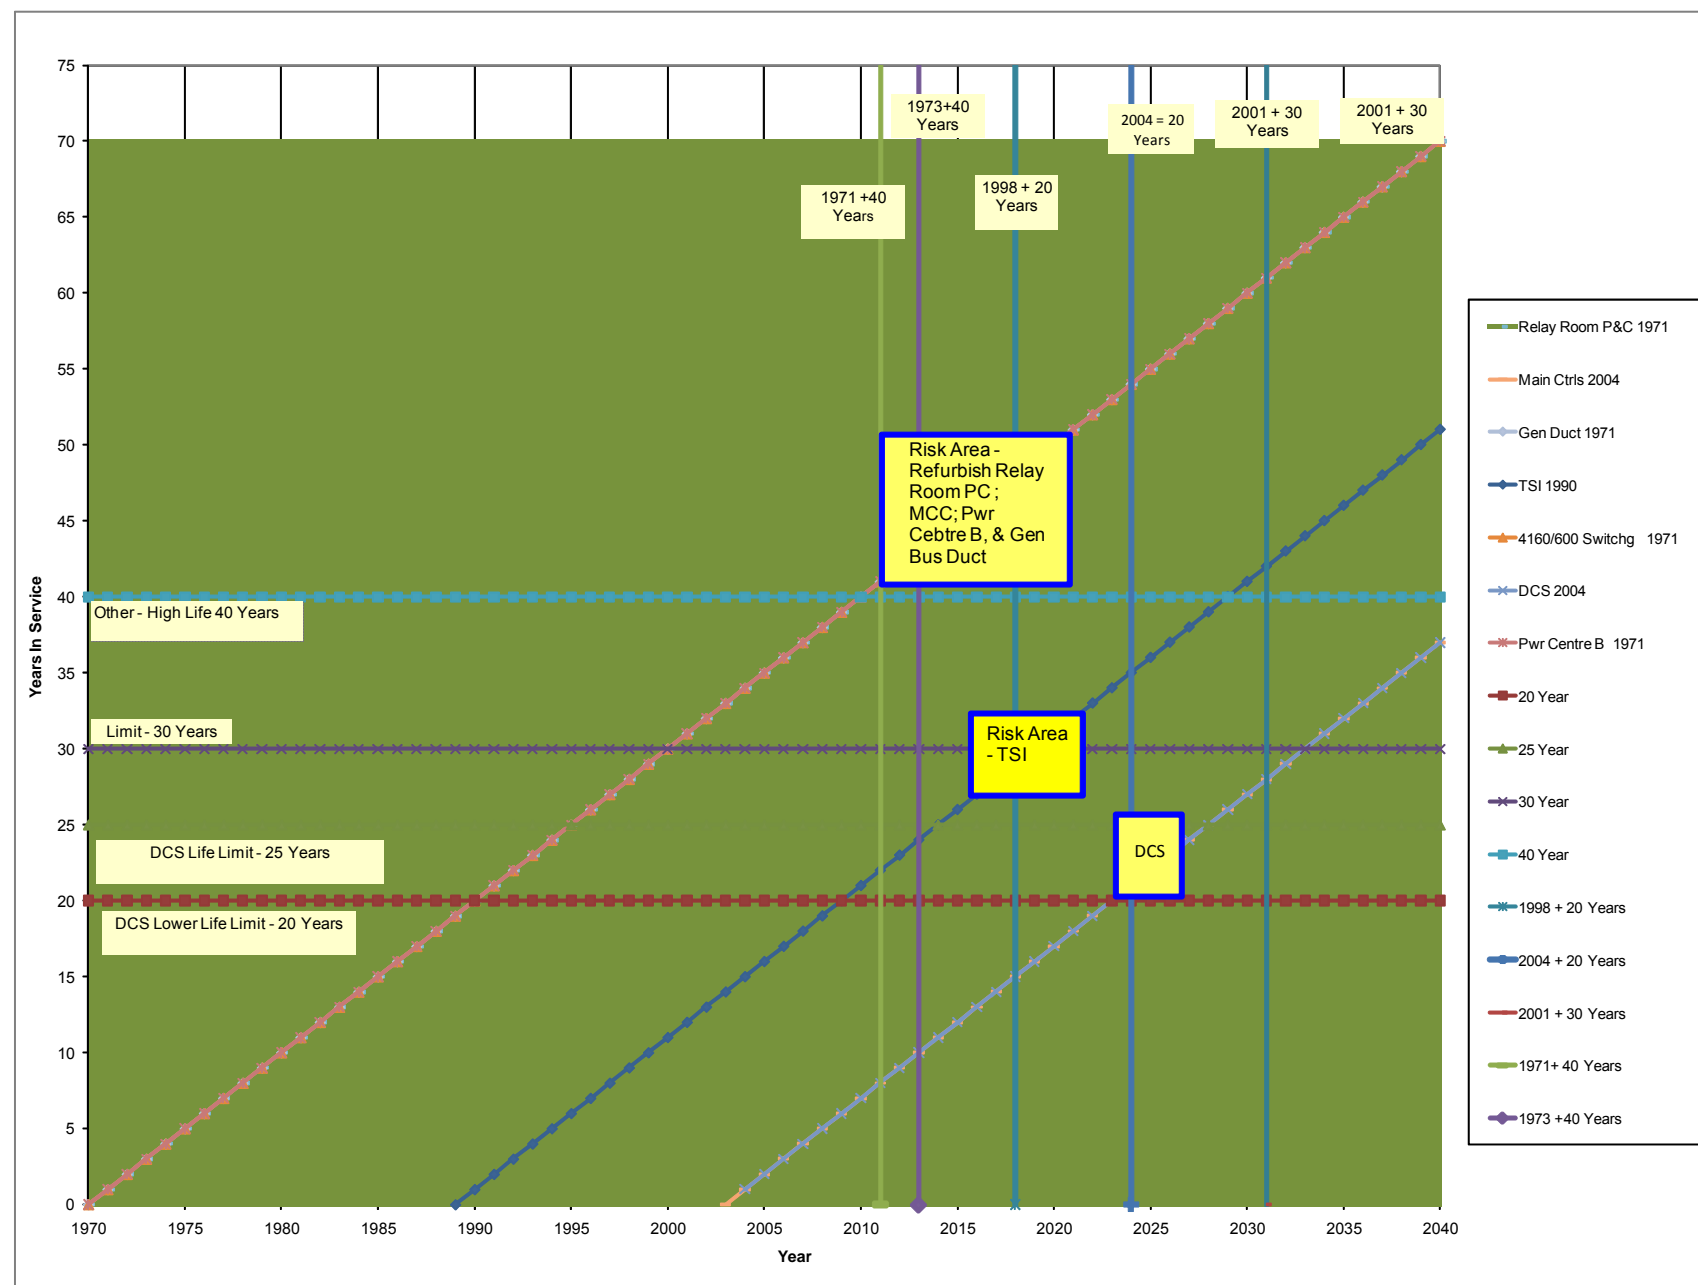 75
70
65
60
55
50
45
40
35
30
25
20
15
10
5
0
Years In Service
1970
1975
1980
1985
1990
1995
2000
2005
2010
2015
2020
2025
2030
2035
2040
Year
1971 +40
Years
1973+40
Years
1998 + 20
Years
2004 = 20
Years
2001 + 30
Years
2001 + 30
Years
Risk Area -
Refurbish Relay
Room PC ;
MCC; Pwr
Cebtre B, & Gen
Bus Duct
Other - High Life 40 Years
Limit - 30 Years
Risk Area
- TSI
DCS Life Limit - 25 Years
DCS
DCS Lower Life Limit - 20 Years
Relay Room P&C 1971
Main Ctrls 2004
Gen Duct 1971
TSI 1990
4160/600 Switchg 1971
DCS 2004
Pwr Centre B 1971
20 Year
25 Year
30 Year
40 Year
1998 + 20 Years
2004 + 20 Years
2001 + 30 Years
1971+ 40 Years
1973 +40 Years